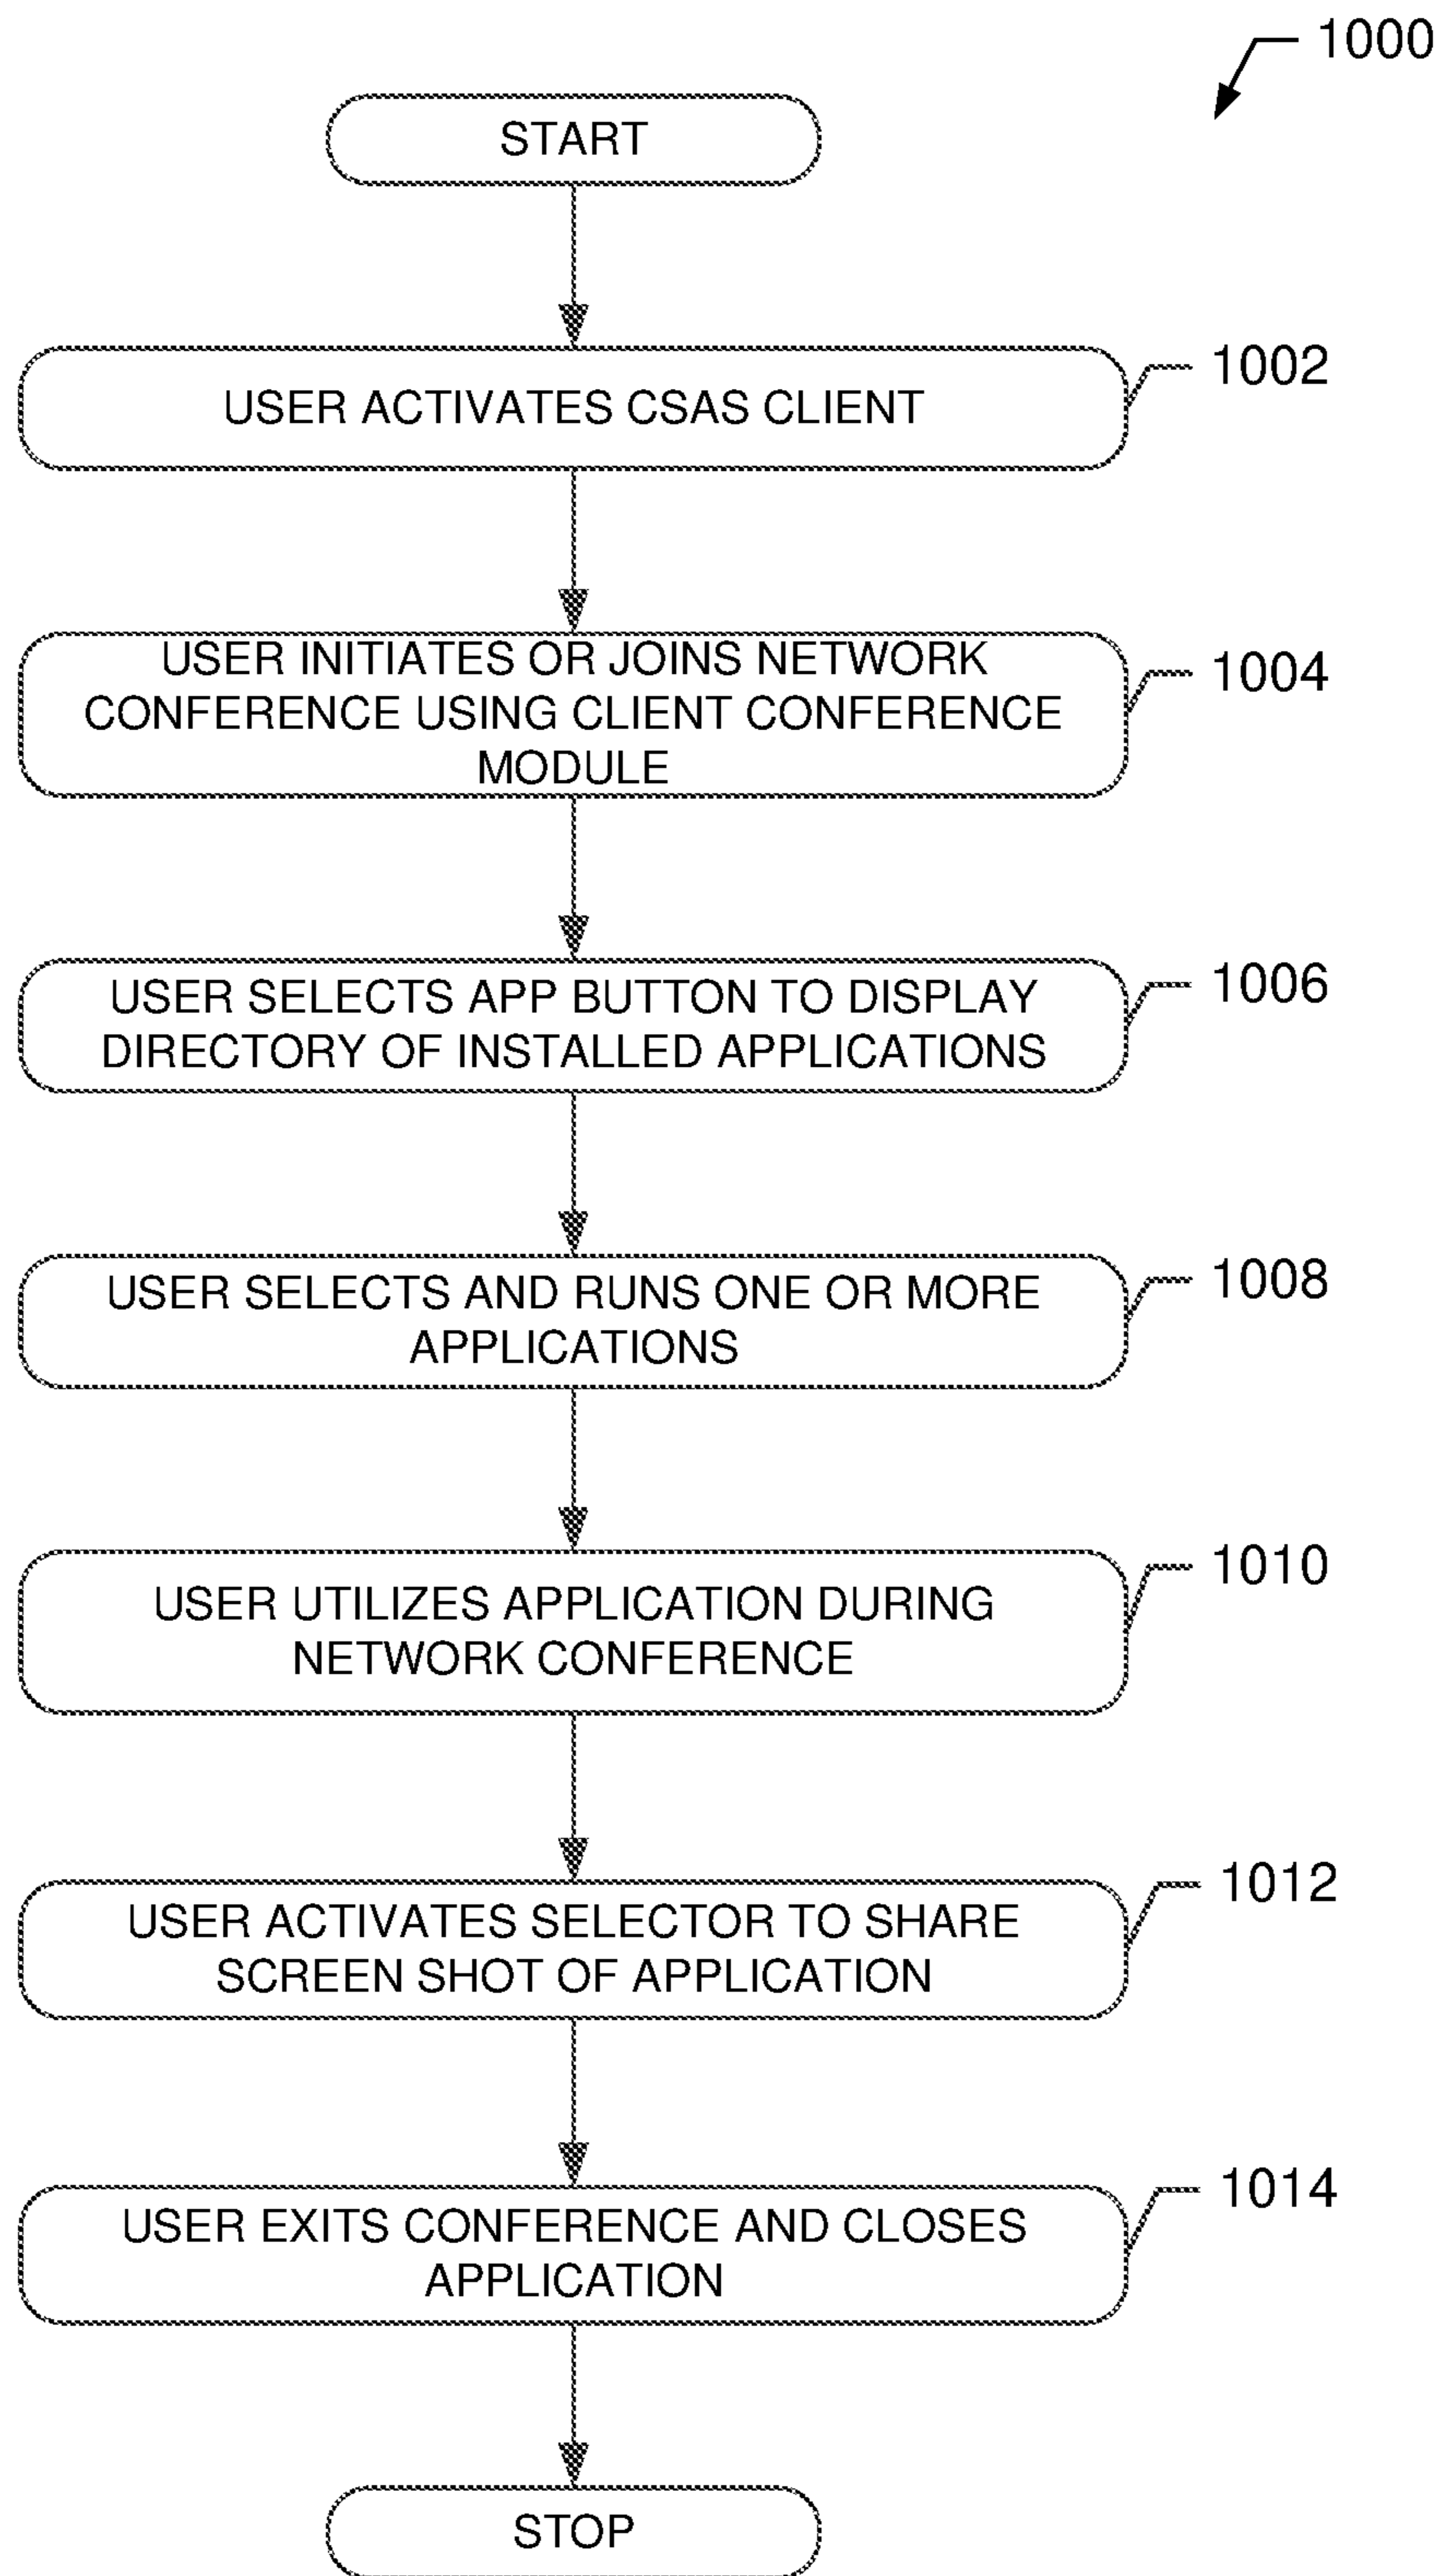 1000
START
USER ACTIVATES CSAS CLIENT
1002
USER INITIATES OR JOINS NETWORK
CONFERENCE USING CLIENT CONFERENCE
MODULE
1004
USER SELECTS APP BUTTON TO DISPLAY
DIRECTORY OF INSTALLED APPLICATIONS
1006
USER SELECTS AND RUNS ONE OR MORE
APPLICATIONS
1008
USER UTILIZES APPLICATION DURING
NETWORK CONFERENCE
1010
USER ACTIVATES SELECTOR TO SHARE
SCREEN SHOT OF APPLICATION
1012
USER EXITS CONFERENCE AND CLOSES
APPLICATION
1014
STOP